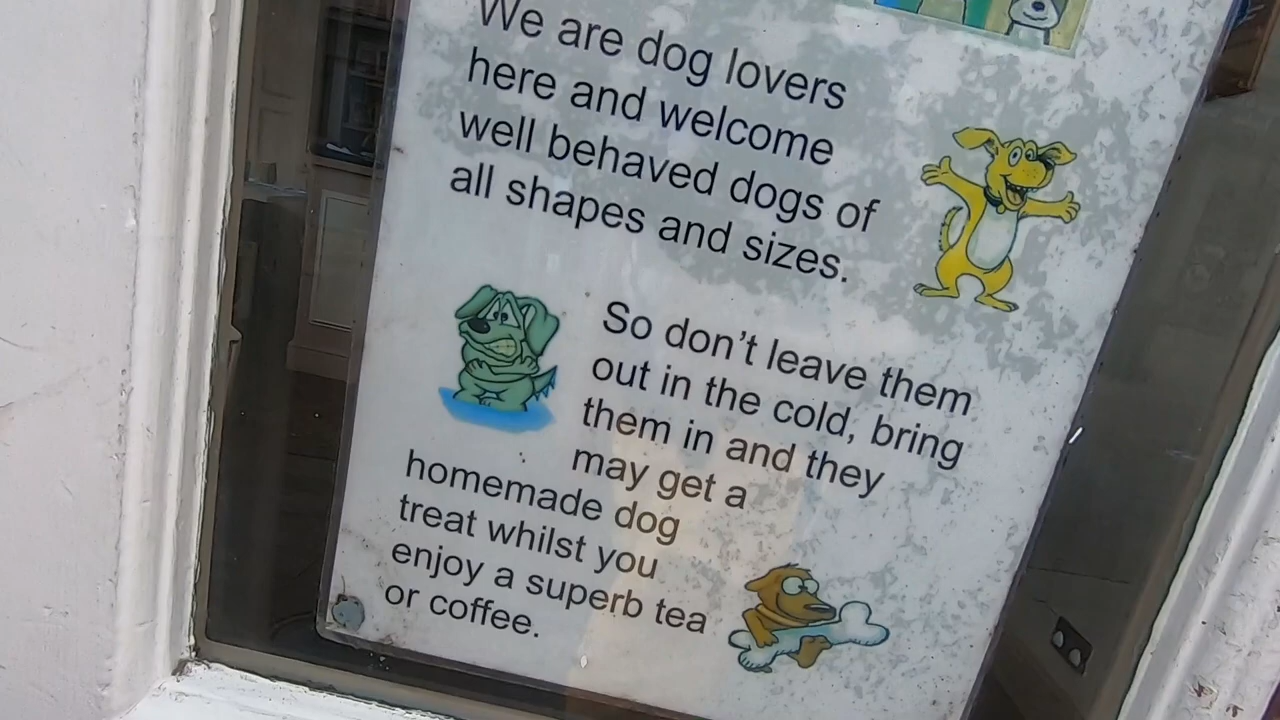 We are dog lovers
here and welcome
well behaved dogs of
all shapes and sizes.
So don't leave them
out in the cold, bring
them in and they
may get a
homemade dog
treat whilst you
enjoy a superb tea
or coffee.